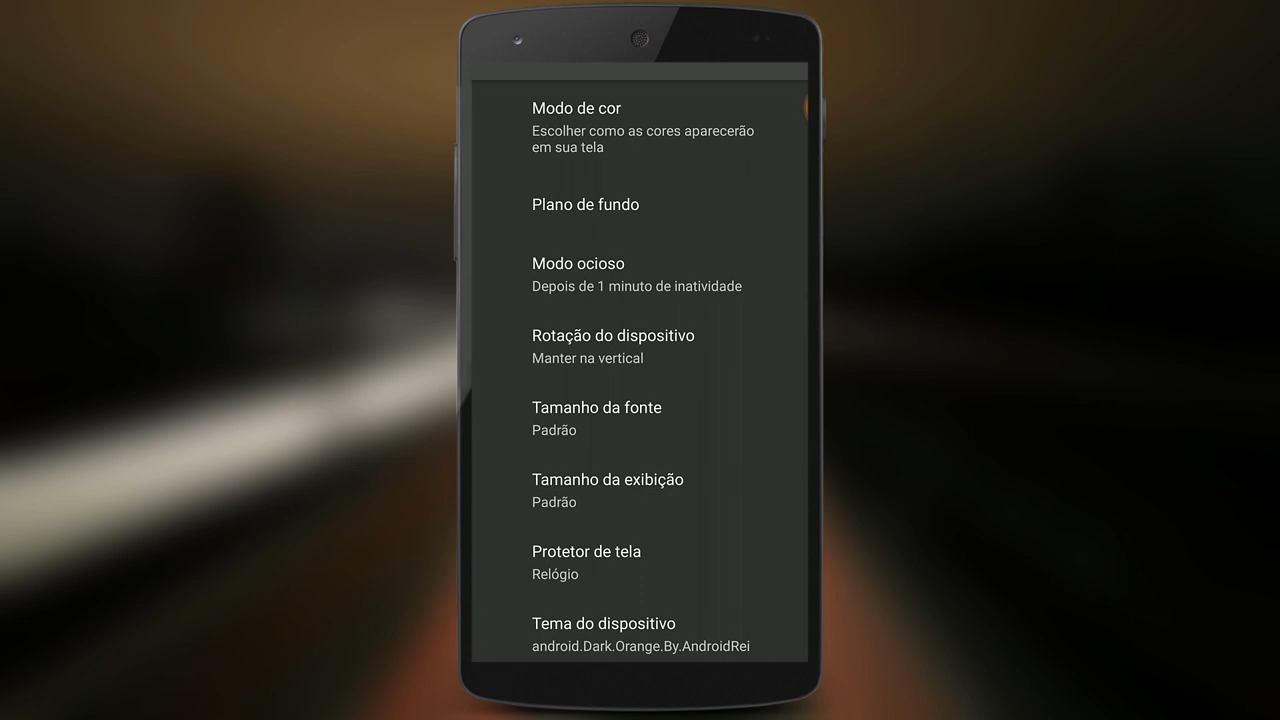 Modo de cor
Escolher como as cores aparecerão
em sua tela
Plano de fundo
Modo ocioso
Depois de 1 minuto de inatividade
Rotação do dispositivo
Manter na vertical
Tamanho da fonte
Padrão
Tamanho da exibição
Padrão
Protetor de tela
Relógio
Tema do dispositivo
android.Dark.Orange.By.AndroidRei